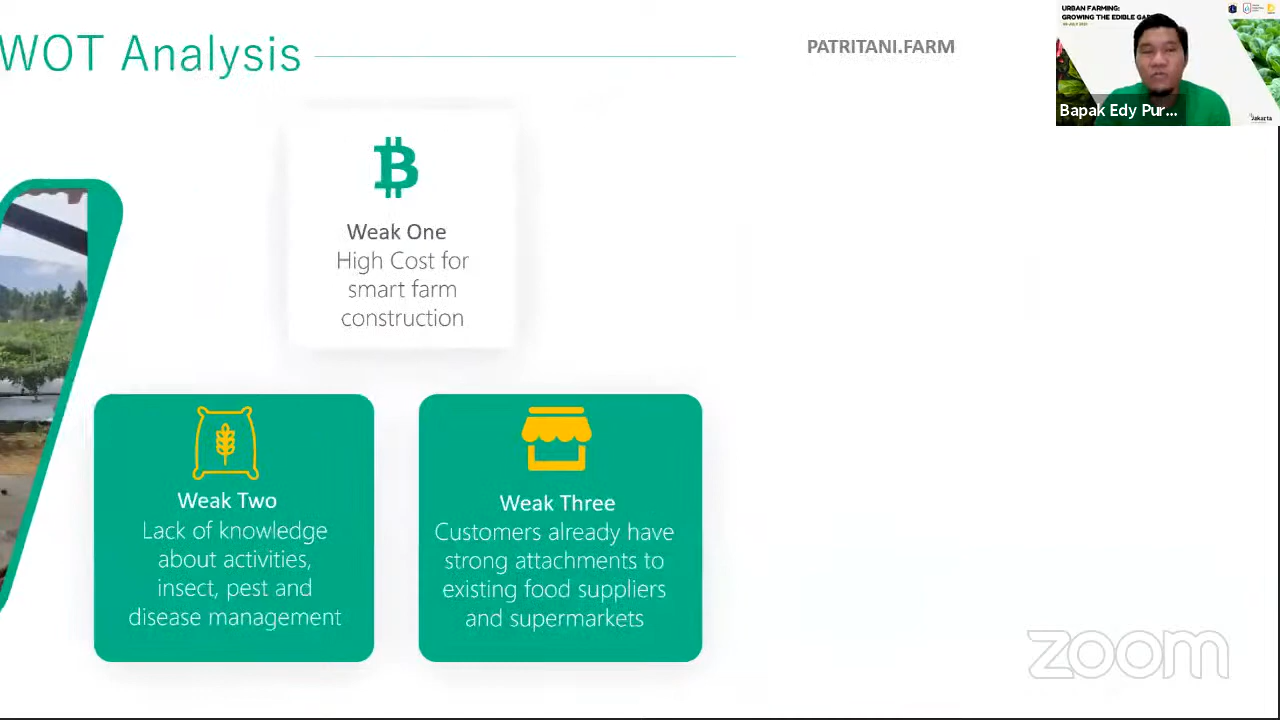 WOT Analysis
PATRITANI.FARM
URBAN FARMING:
GROWING THE EDIBLE
Bapak Edy Pur...
Weak One
High Cost for
smart farm
construction
Weak Two
Lack of knowledge
about activities,
insect, pest and
disease management
Weak Three
Customers already have
strong attachments to
existing food suppliers
and supermarkets
zoom